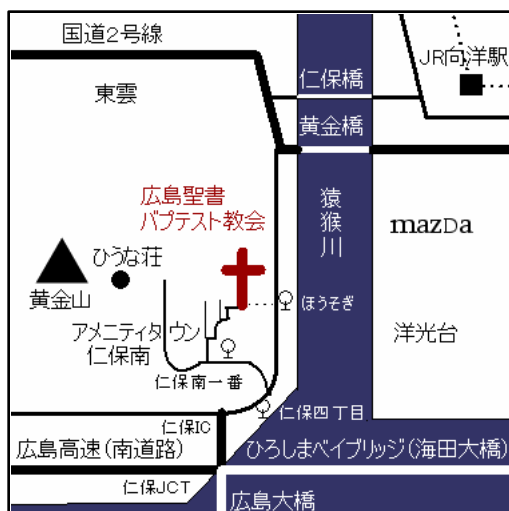 国道２号線
JR向洋駅
仁保橋
東雲
黄金橋
広島聖書
バプテスト教会
猿猴川
mazDa
ひうな荘
黄金山
ほうそぎ
アメニティタウン
仁保南
洋光台
仁保南一番
仁保四丁目
仁保IC
広島高速(南道路)
ひろしまベイブリッジ(海田大橋)
仁保JCT
広島大橋